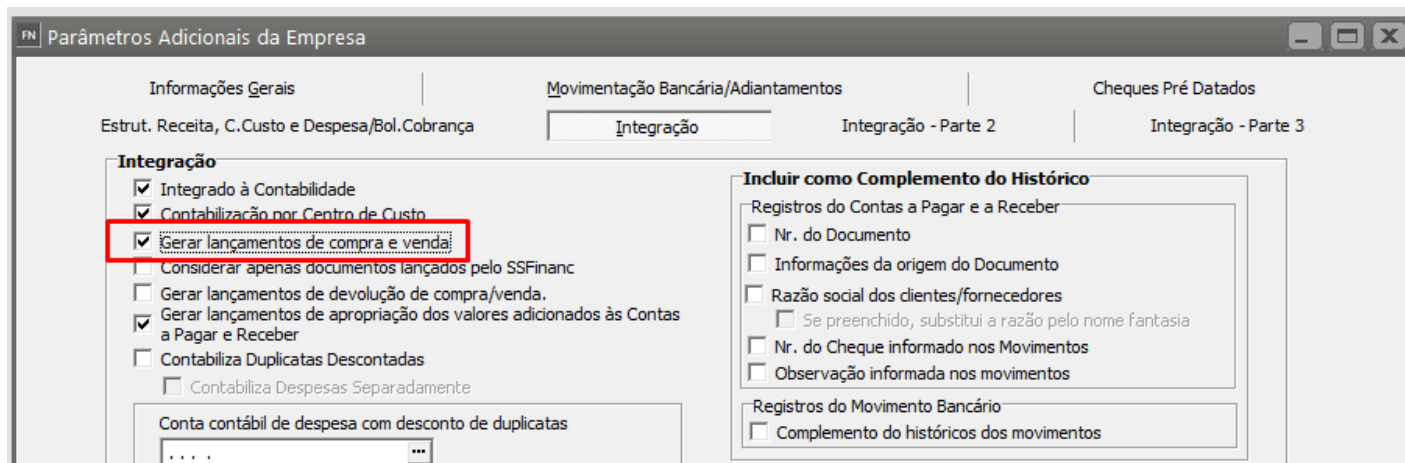 FN Parâmetros Adicionais da Empresa
Informações Gerais
Movimentação Bancária/Adiantamentos
Cheques Pré Datados
Estrut. Receita, C.Custo e Despesa/Bol.Cobrança
Integração
Integração - Parte 2
Integração - Parte 3
Integração
Integrado à Contabilidade
Contabilização por Centro de Custo
Gerar lançamentos de compra e venda
Considerar apenas documentos lançados pelo SSFinanc
Gerar lançamentos de devolução de compra/venda.
Gerar lançamentos de apropriação dos valores adicionados às Contas
a Pagar e Receber
Contabiliza Duplicatas Descontadas
Contabiliza Despesas Separadamente
Conta contábil de despesa com desconto de duplicatas
. . . .
...
Incluir como Complemento do Histórico
Registros do Contas a Pagar e a Receber
Nr. do Documento
Informações da origem do Documento
Razão social dos clientes/fornecedores
Se preenchido, substitui a razão pelo nome fantasia
Nr. do Cheque informado nos Movimentos
Observação informada nos movimentos
Registros do Movimento Bancário
Complemento do históricos dos movimentos